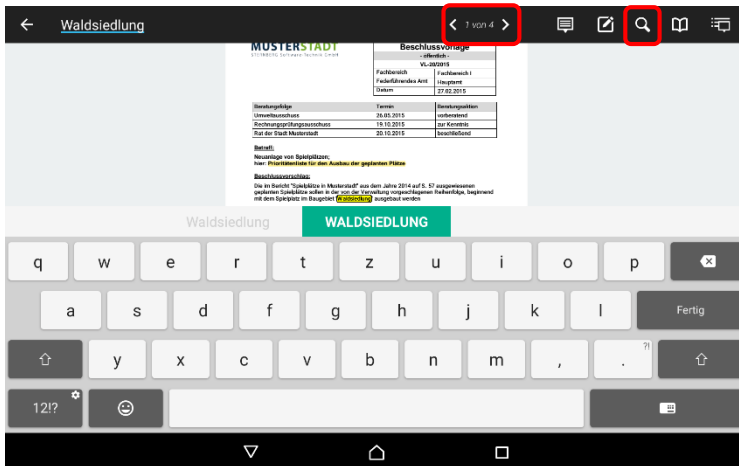 Waldsiedlung 1 von 4
MUSTERSTADT
STERNBERG Software-Technik GmbH
Beschlussvorlage
- öffentlich -
VL-20/2015
Fachbereich Fachbereich I
Federführendes Amt Hauptamt
Datum 27.02.2015
Beratungsfolge Termin Beratungsaktion
Umweltausschuss 26.05.2015 vorberatend
Rechnungsprüfungsausschuss 19.10.2015 zur Kenntnis
Rat der Stadt Musterstadt 20.10.2015 beschließend
Betreff:
Neuanlage von Spielplätzen;
hier: Prioritätenliste für den Ausbau der geplanten Plätze
Beschlussvorschlag:
Die im Bericht "Spielplätze in Musterstadt" aus dem Jahre 2014 auf S. 57 ausgewiesenen
geplanten Spielplätze sollen in der von der Verwaltung vorgeschlagenen Reihenfolge, beginnend
mit dem Spielplatz im Baugebiet "Waldsiedlung" ausgebaut werden
Waldsiedlung WALDSIEDLUNG
q w e r t z u i o p
a s d f g h j k l Fertig
y x c v b n m , . ?!
12!?